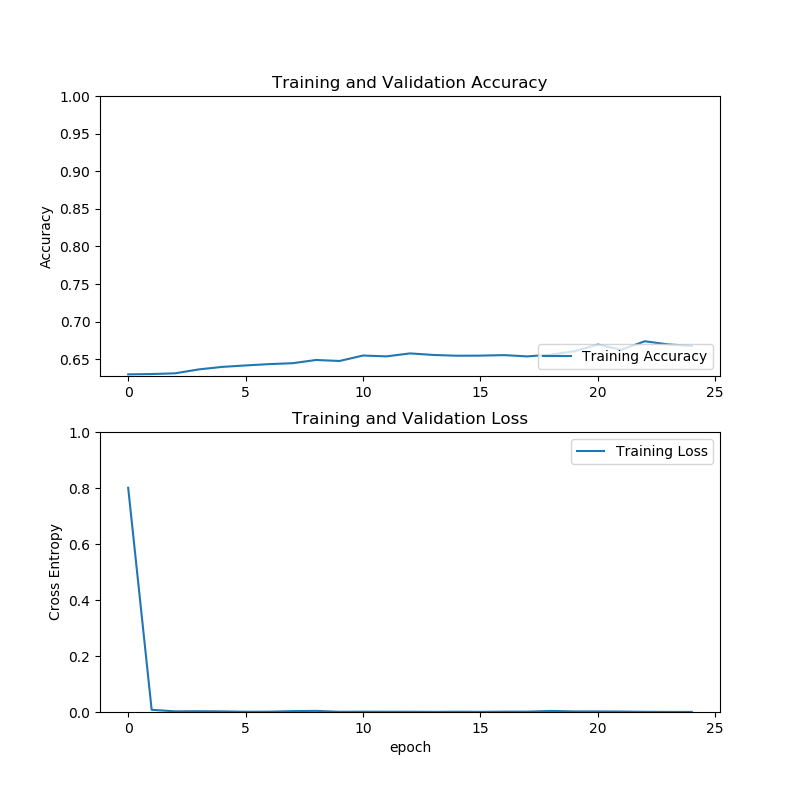 Training and Validation Accuracy
1.00
0.95
0.90
0.85
0.80
0.75
0.70
0.65
Accuracy
Training Accuracy
0 5 10 15 20 25
Training and Validation Loss
1.0
0.8
0.6
0.4
0.2
0.0
Cross Entropy
Training Loss
0 5 10 15 20 25
epoch